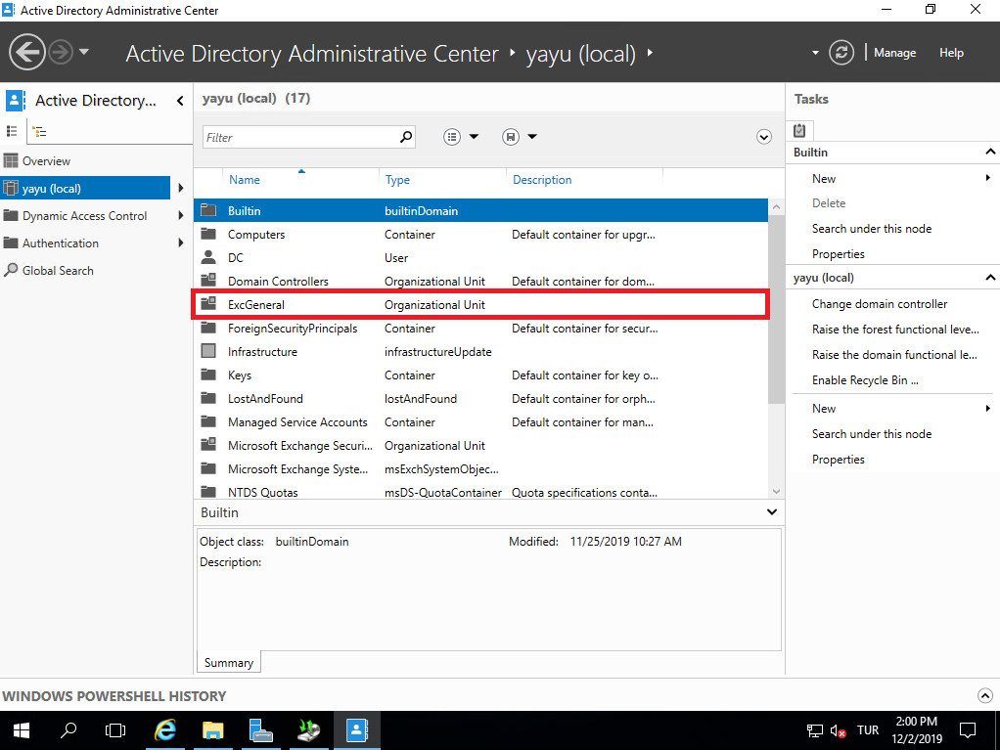 Active Directory Administrative Center
Active Directory Administrative Center
yayu (local)
Manage
Help
Active Directory...
Overview
yayu (local)
Dynamic Access Control
Authentication
Global Search
yayu (local) (17)
Filter
Name Type Description
Builtin builtinDomain
Computers Container Default container for upgr...
DC User
Domain Controllers Organizational Unit Default container for dom...
ExcGeneral Organizational Unit
ForeignSecurityPrincipals Container Default container for secur...
Infrastructure infrastructureUpdate
Keys Container Default container for key o...
LostAndFound lostAndFound Default container for orph...
Managed Service Accounts Container Default container for man...
Microsoft Exchange Securi... Organizational Unit
Microsoft Exchange Syste... msExchSystemObjec...
NTDS Quotas msDS-QuotaContainer Quota specifications conta...
Builtin
Object class: builtinDomain Modified: 11/25/2019 10:27 AM
Description:
Summary
Tasks
Builtin
New
Delete
Search under this node
Properties
yayu (local)
Change domain controller
Raise the forest functional leve...
Raise the domain functional le...
Enable Recycle Bin ...
New
Search under this node
Properties
WINDOWS POWERSHELL HISTORY
TUR
2:00 PM
12/2/2019